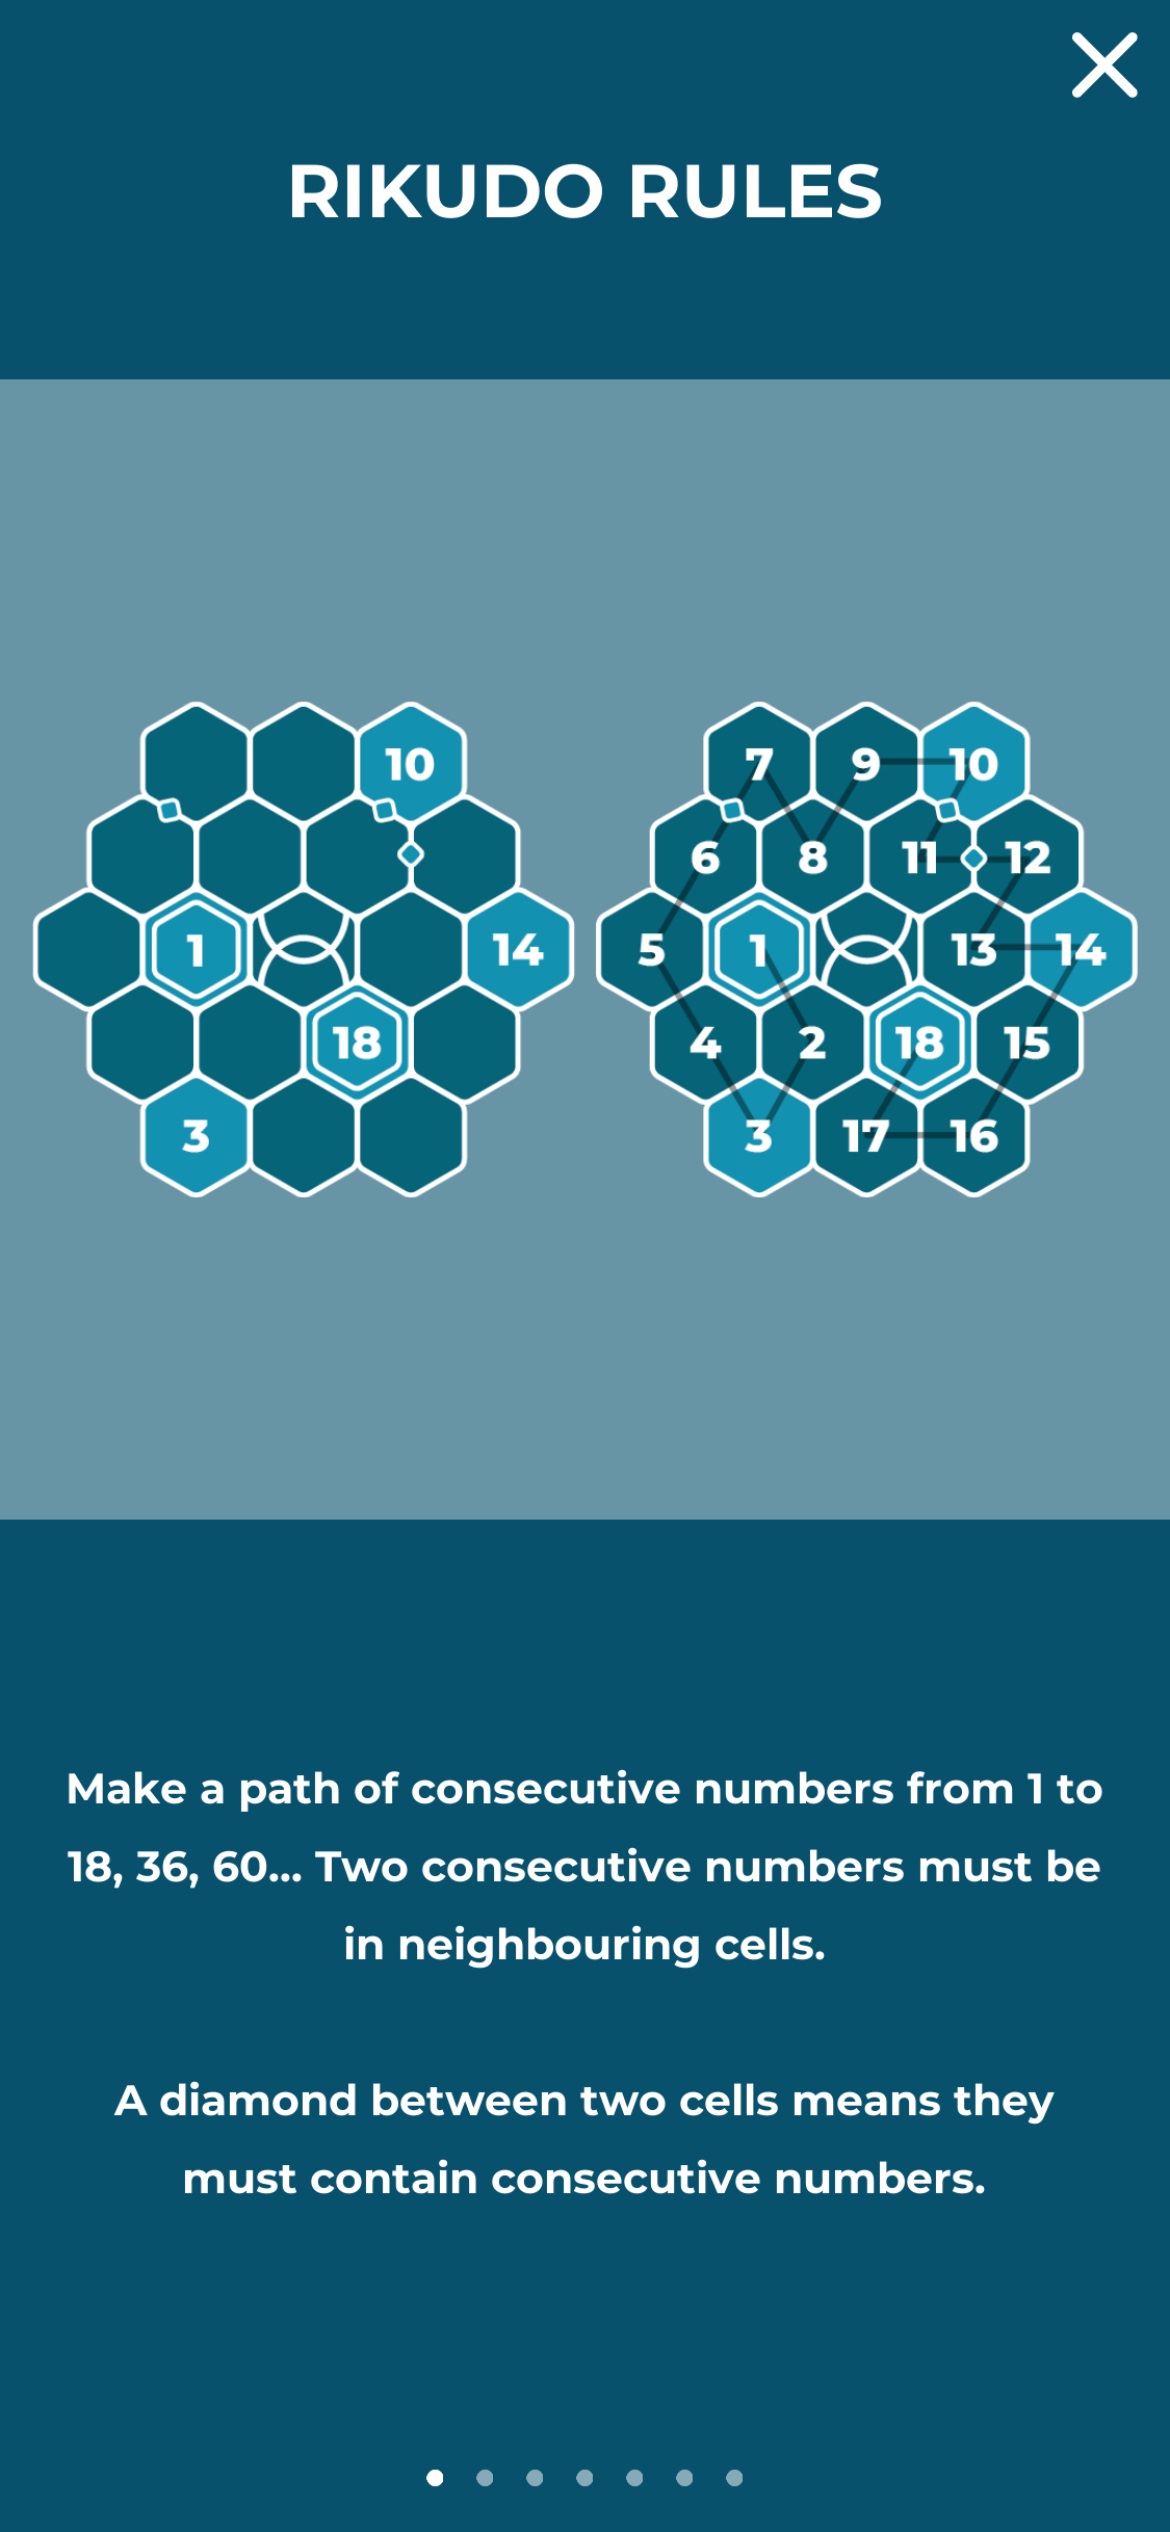 RIKUDO RULES
10 7 9 10
6 8 11 12
1 14 5 1 13 14
18 4 2 18 15
3 3 17 16
Make a path of consecutive numbers from 1 to
18, 36, 60... Two consecutive numbers must be
in neighbouring cells.
A diamond between two cells means they
must contain consecutive numbers.